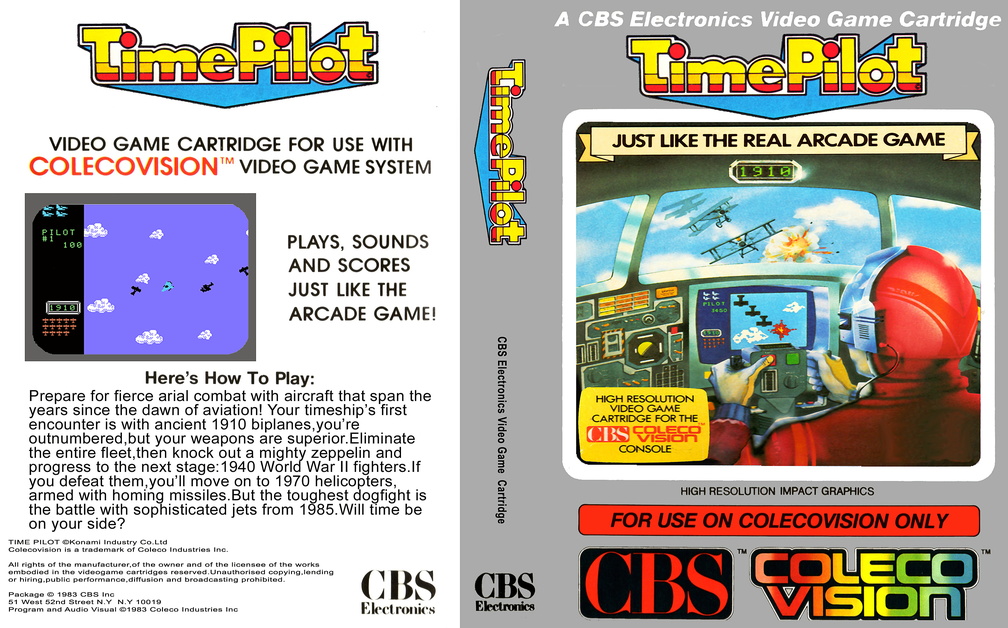 TimePilot
VIDEO GAME CARTRIDGE FOR USE WITH
COLECOVISION™ VIDEO GAME SYSTEM
PILOT
#1
100
1910
PLAYS, SOUNDS
AND SCORES
JUST LIKE THE
ARCADE GAME!
Here's How To Play:
Prepare for fierce arial combat with aircraft that span the
years since the dawn of aviation! Your timeship's first
encounter is with ancient 1910 biplanes,you're
outnumbered,but your weapons are superior.Eliminate
the entire fleet,then knock out a mighty zeppelin and
progress to the next stage:1940 World War II fighters.If
you defeat them,you'll move on to 1970 helicopters,
armed with homing missiles.But the toughest dogfight is
the battle with sophisticated jets from 1985.Will time be
on your side?
TIME PILOT ©Konami Industry Co.Ltd
Colecovision is a trademark of Coleco Industries Inc.
All rights of the manufacturer,of the owner and of the licensee of the works
embodied in the videogame cartridges reserved.Unauthorised copying,lending
or hiring,public performance,diffusion and broadcasting prohibited.
Package © 1983 CBS Inc
51 West 52nd Street N.Y N.Y 10019
Program and Audio Visual ©1983 Coleco Industries Inc
CBS
Electronics
TimePilot
CBS Electronics Video Game Cartridge
CBS
Electronics
A CBS Electronics Video Game Cartridge
TimePilot
JUST LIKE THE REAL ARCADE GAME
1910
PILOT
HIGH RESOLUTION
VIDEO GAME
CARTRIDGE FOR THE
CBS COLECO VISION™
CONSOLE
HIGH RESOLUTION IMPACT GRAPHICS
FOR USE ON COLECOVISION ONLY
CBS™ COLECO™
VISION